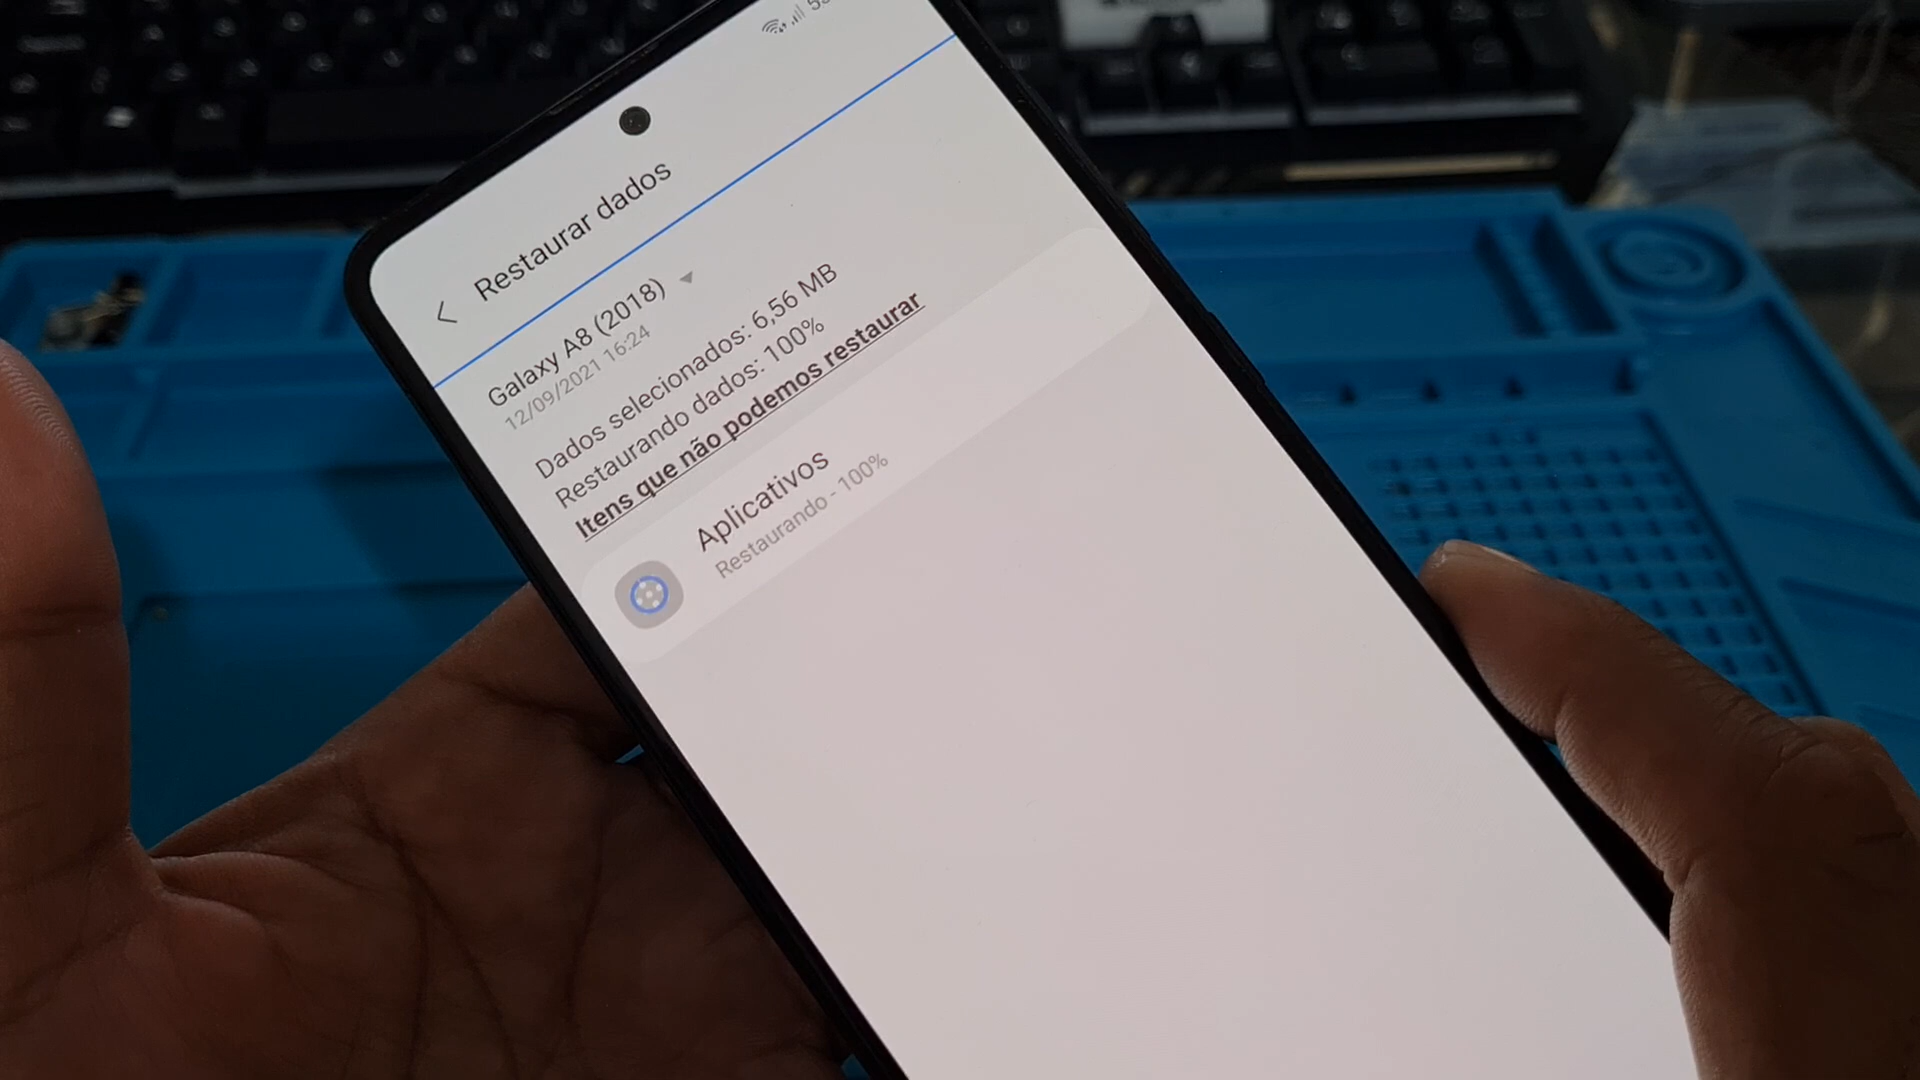 Restaurar dados
Galaxy A8 (2018)
12/09/2021 16:24
Dados selecionados: 6,56 MB
Restaurando dados: 100%
Itens que não podemos restaurar
Aplicativos
Restaurando - 100%